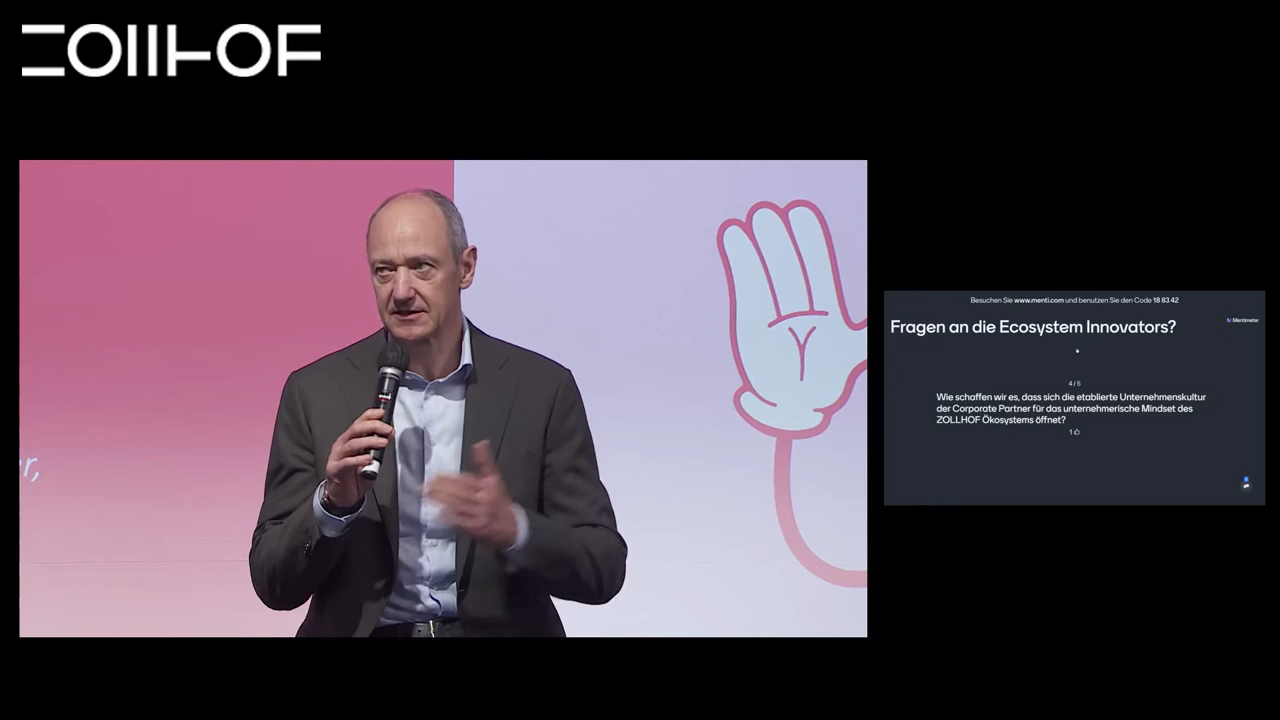 ZOLLHOF
r,
Besuchen Sie www.menti.com und benutzen Sie den Code 18 83 42
Fragen an die Ecosystem Innovators?
Mentimeter
4 / 5
Wie schaffen wir es, dass sich die etablierte Unternehmenskultur
der Corporate Partner für das unternehmerische Mindset des
ZOLLHOF Ökosystems öffnet?
1